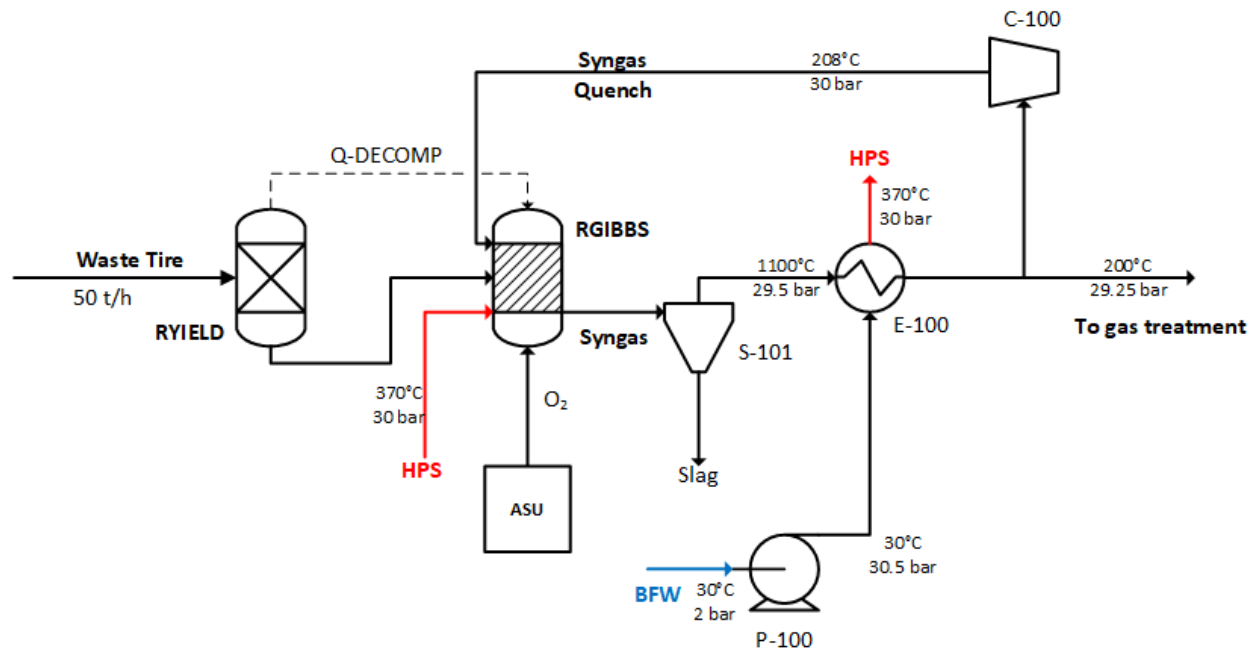 C-100
Syngas
Quench
208°C
30 bar
Q-DECOMP
HPS
370°C
30 bar
RGIBBS
Waste Tire
50 t/h
RYIELD
1100°C
29.5 bar
200°C
29.25 bar
To gas treatment
E-100
Syngas
S-101
370°C
30 bar
O₂
HPS
Slag
ASU
30°C
30.5 bar
BFW
30°C
2 bar
P-100